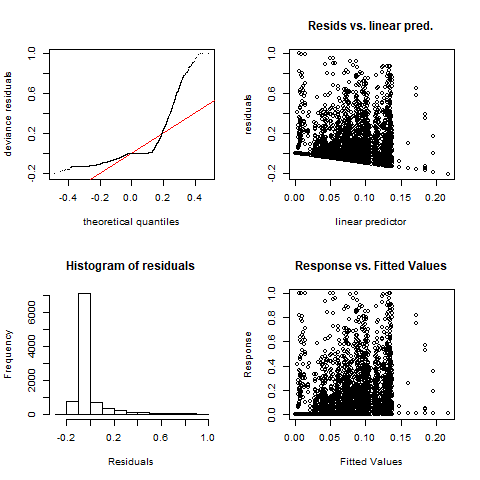 deviance residuals
-0.2 0.2 0.6 1.0
-0.4 -0.2 0.0 0.2 0.4
theoretical quantiles
Resids vs. linear pred.
residuals
-0.2 0.2 0.6 1.0
0.00 0.05 0.10 0.15 0.20
linear predictor
Histogram of residuals
Frequency
0 2000 4000 6000
-0.2 0.2 0.6 1.0
Residuals
Response vs. Fitted Values
Response
0.0 0.2 0.4 0.6 0.8 1.0
0.00 0.05 0.10 0.15 0.20
Fitted Values